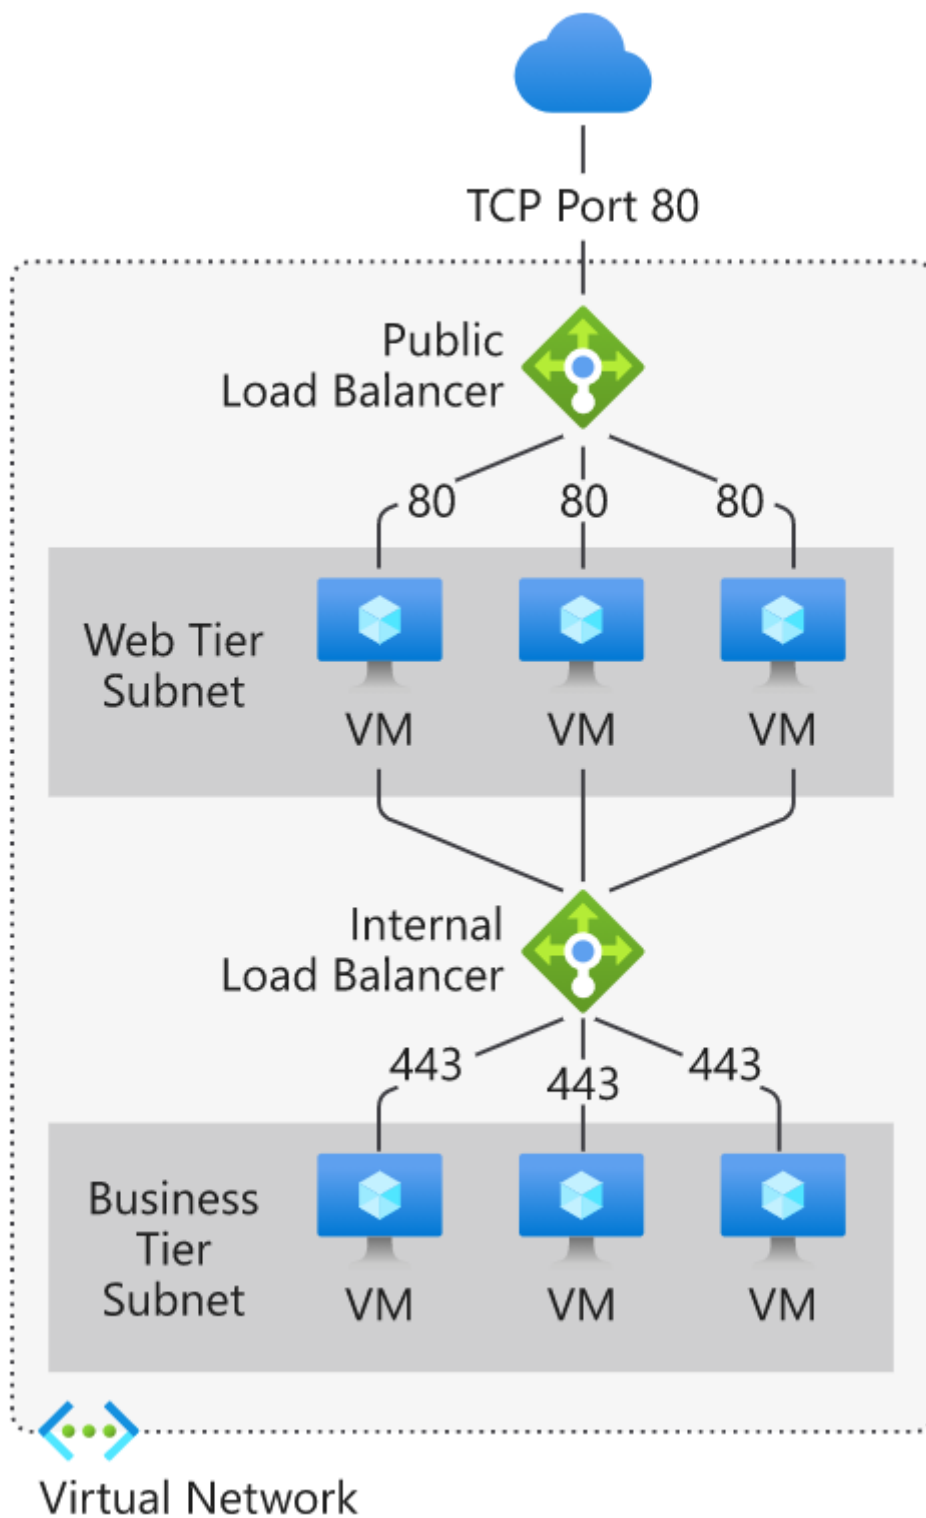 TCP Port 80
Public
Load Balancer
80
80
80
Web Tier
Subnet
VM
VM
VM
Internal
Load Balancer
443
443
443
Business
Tier
Subnet
VM
VM
VM
Virtual Network